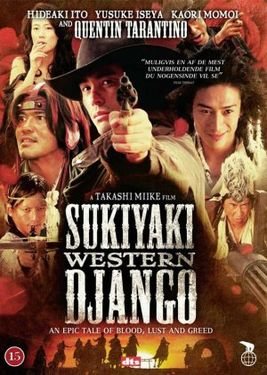 HIDEAKI ITO, YUSUKE ISEYA, KAORI MOMOI
AND QUENTIN TARANTINO
"MULIGVIS EN AF DE MEST
UNDERHOLDENDE FILM
DU NOGENSINDE VIL SE"
A TAKASHI MIIKE FILM
SUKIYAKI
WESTERN
DJANGO
AN EPIC TALE OF BLOOD, LUST AND GREED
15
dts